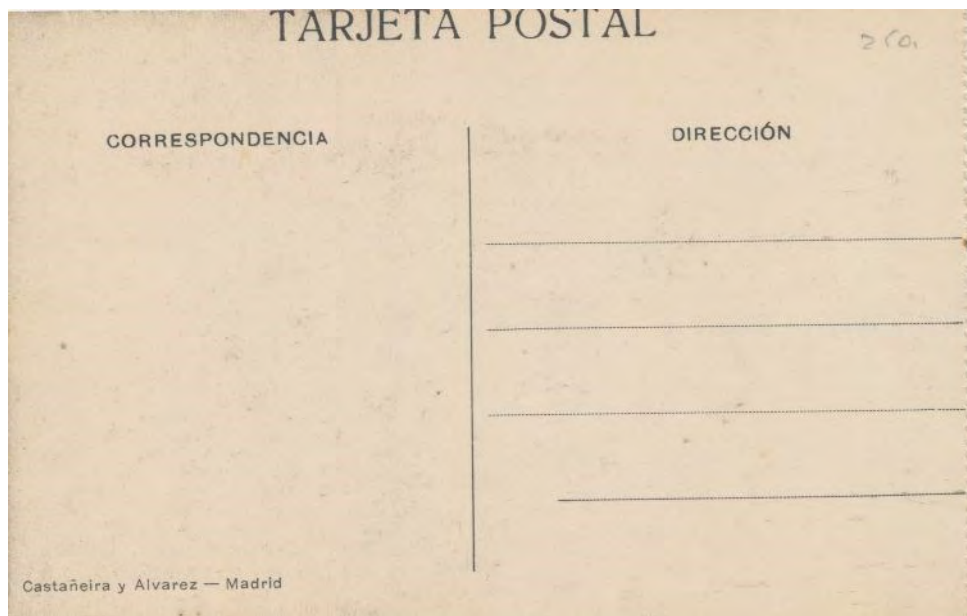 TARJETA POSTAL
CORRESPONDENCIA
DIRECCIÓN
Castañeira y Alvarez — Madrid